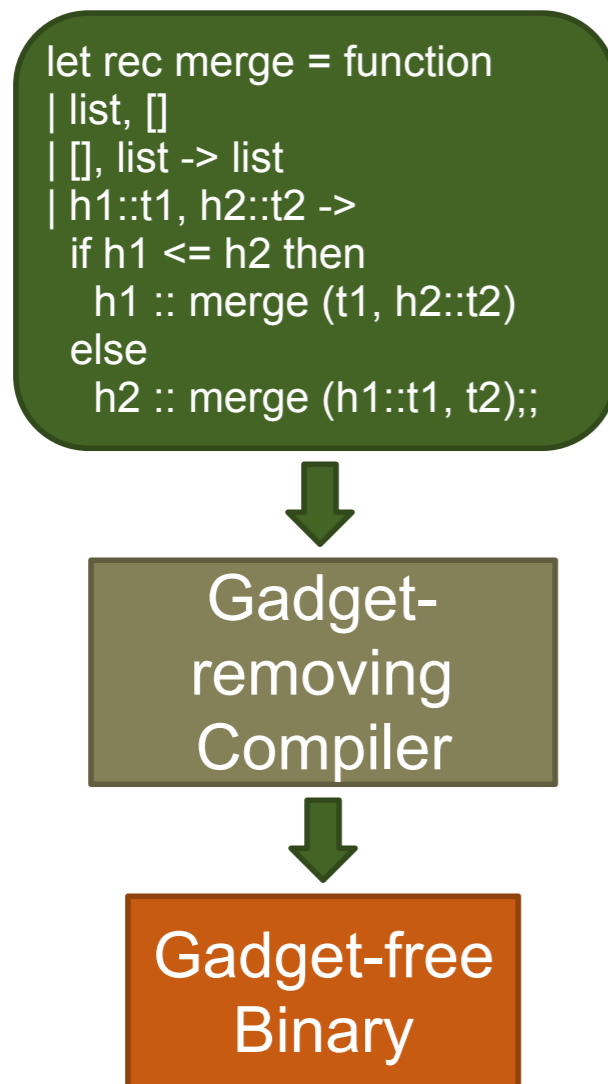 let rec merge = function
| list, []
| [], list -> list
| h1::t1, h2::t2 ->
if h1 <= h2 then
h1 :: merge (t1, h2::t2)
else
h2 :: merge (h1::t1, t2);;
Gadget-
removing
Compiler
Gadget-free
Binary